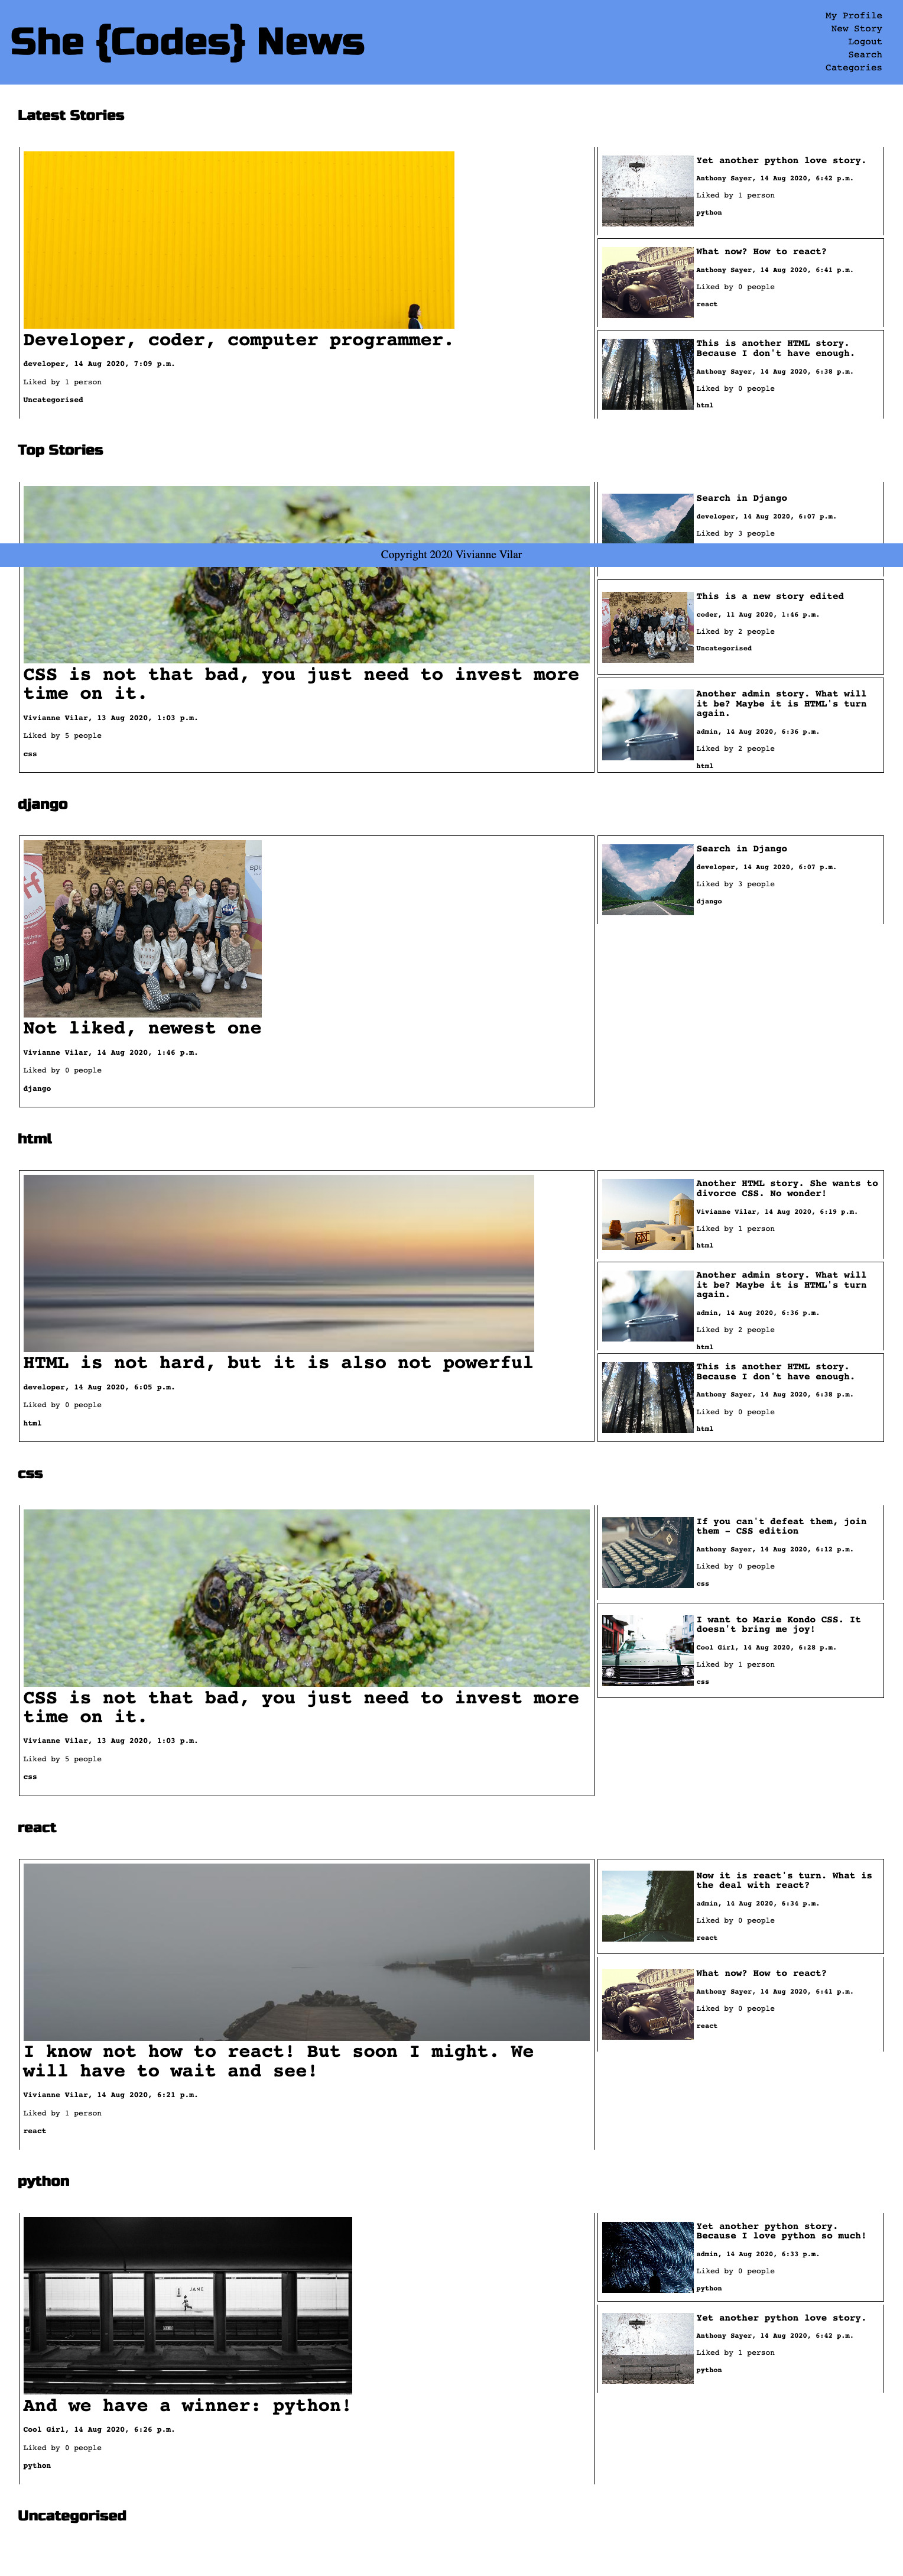 She {Codes} News
My Profile
New Story
Logout
Search
Categories
Latest Stories
Developer, coder, computer programmer.
developer, 14 Aug 2020, 7:09 p.m.
Liked by 1 person
Uncategorised
Yet another python love story.
Anthony Sayer, 14 Aug 2020, 6:42 p.m.
Liked by 1 person
python
What now? How to react?
Anthony Sayer, 14 Aug 2020, 6:41 p.m.
Liked by 0 people
react
This is another HTML story.
Because I don't have enough.
Anthony Sayer, 14 Aug 2020, 6:38 p.m.
Liked by 0 people
html
Top Stories
CSS is not that bad, you just need to invest more
time on it.
Vivianne Vilar, 13 Aug 2020, 1:03 p.m.
Liked by 5 people
css
Search in Django
developer, 14 Aug 2020, 6:07 p.m.
Liked by 3 people
Copyright 2020 Vivianne Vilar
This is a new story edited
coder, 11 Aug 2020, 1:46 p.m.
Liked by 2 people
Uncategorised
Another admin story. What will
it be? Maybe it is HTML's turn
again.
admin, 14 Aug 2020, 6:36 p.m.
Liked by 2 people
html
django
Not liked, newest one
Vivianne Vilar, 14 Aug 2020, 1:46 p.m.
Liked by 0 people
django
Search in Django
developer, 14 Aug 2020, 6:07 p.m.
Liked by 3 people
django
html
HTML is not hard, but it is also not powerful
developer, 14 Aug 2020, 6:05 p.m.
Liked by 0 people
html
Another HTML story. She wants to
divorce CSS. No wonder!
Vivianne Vilar, 14 Aug 2020, 6:19 p.m.
Liked by 1 person
html
Another admin story. What will
it be? Maybe it is HTML's turn
again.
admin, 14 Aug 2020, 6:36 p.m.
Liked by 2 people
html
This is another HTML story.
Because I don't have enough.
Anthony Sayer, 14 Aug 2020, 6:38 p.m.
Liked by 0 people
html
css
CSS is not that bad, you just need to invest more
time on it.
Vivianne Vilar, 13 Aug 2020, 1:03 p.m.
Liked by 5 people
css
If you can't defeat them, join
them - CSS edition
Anthony Sayer, 14 Aug 2020, 6:12 p.m.
Liked by 0 people
css
I want to Marie Kondo CSS. It
doesn't bring me joy!
Cool Girl, 14 Aug 2020, 6:28 p.m.
Liked by 1 person
css
react
I know not how to react! But soon I might. We
will have to wait and see!
Vivianne Vilar, 14 Aug 2020, 6:21 p.m.
Liked by 1 person
react
Now it is react's turn. What is
the deal with react?
admin, 14 Aug 2020, 6:34 p.m.
Liked by 0 people
react
What now? How to react?
Anthony Sayer, 14 Aug 2020, 6:41 p.m.
Liked by 0 people
react
python
JANE
And we have a winner: python!
Cool Girl, 14 Aug 2020, 6:26 p.m.
Liked by 0 people
python
Yet another python story.
Because I love python so much!
admin, 14 Aug 2020, 6:33 p.m.
Liked by 0 people
python
Yet another python love story.
Anthony Sayer, 14 Aug 2020, 6:42 p.m.
Liked by 1 person
python
Uncategorised